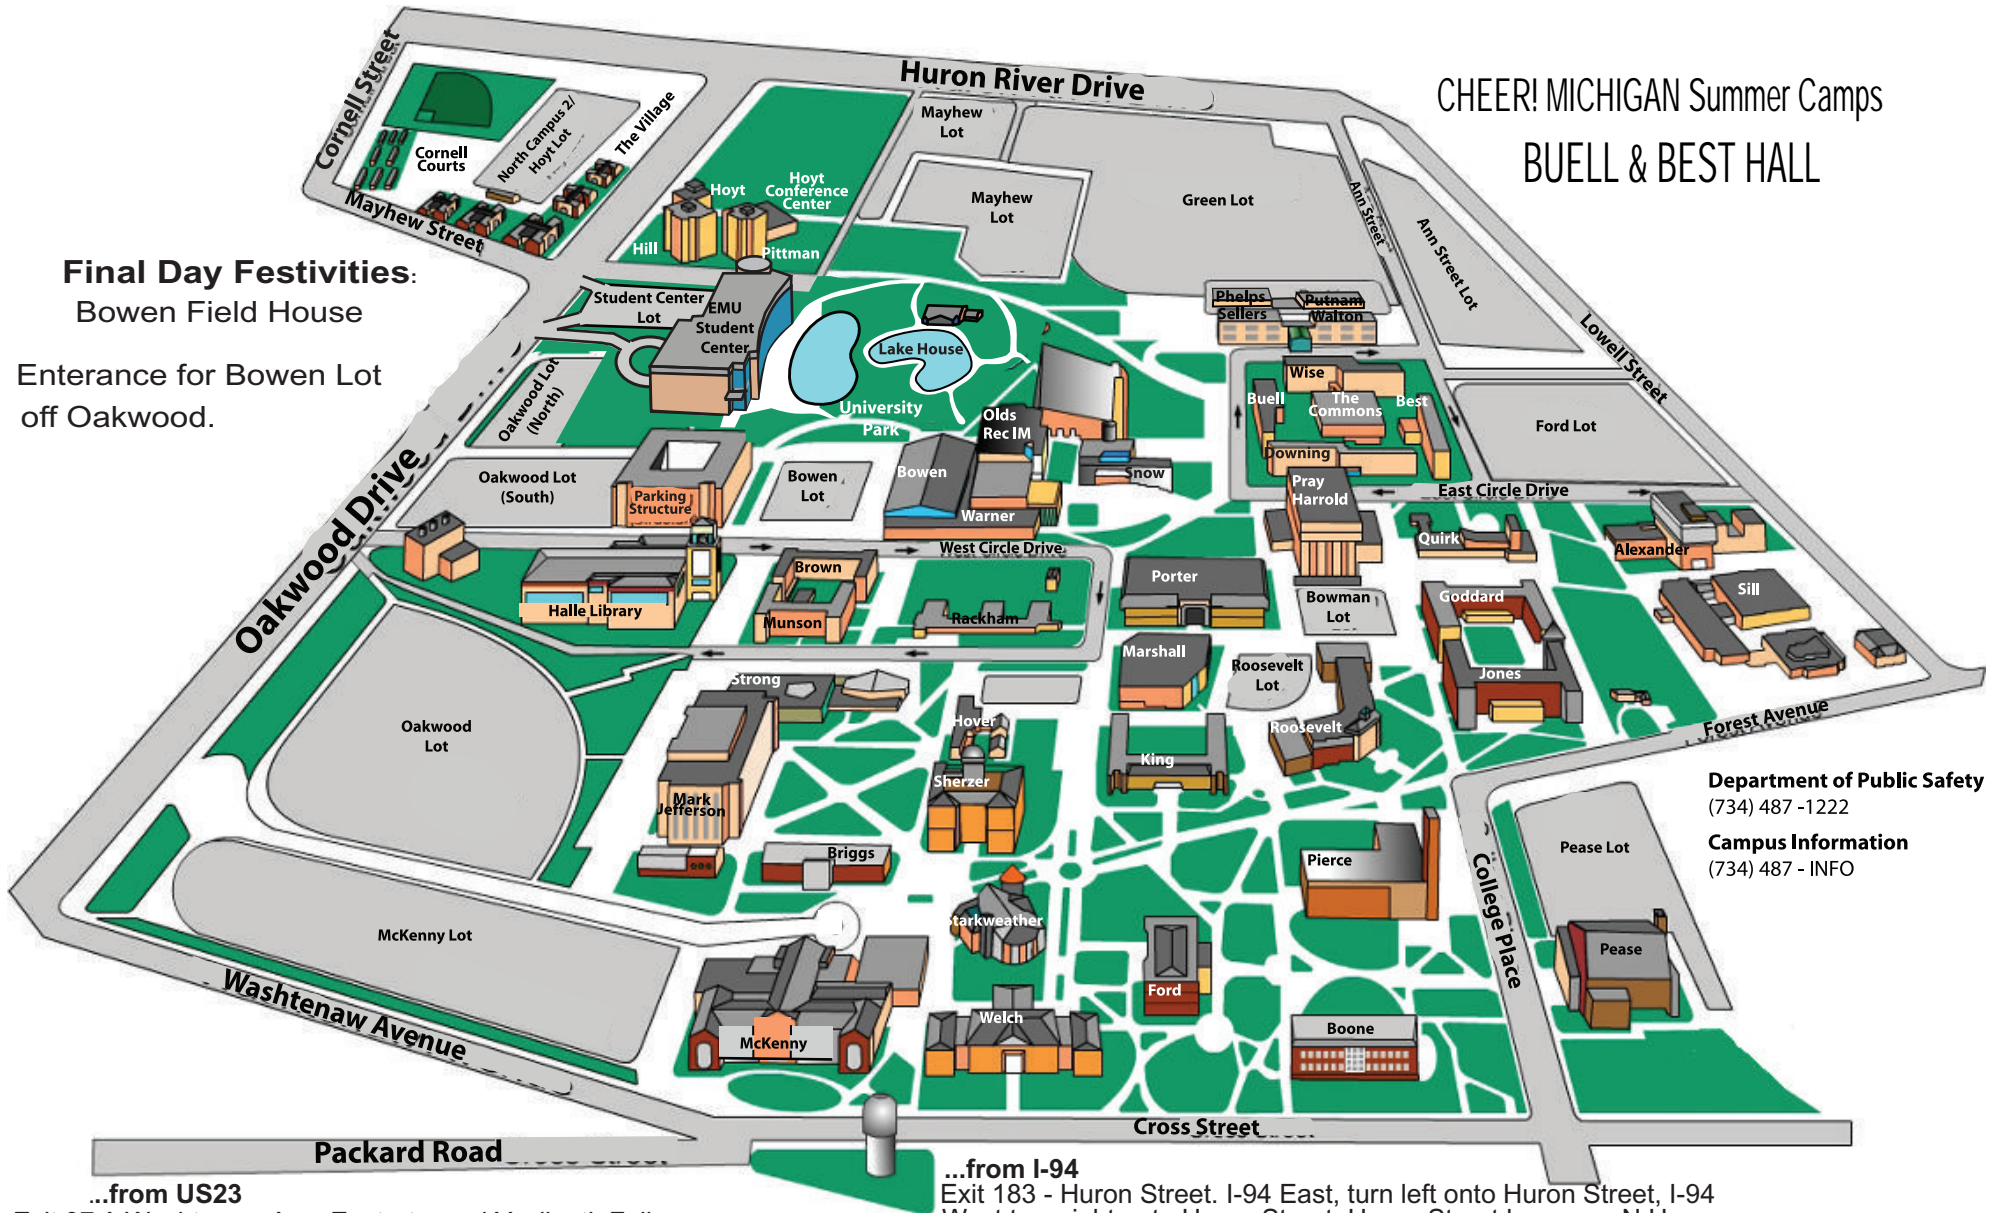 Huron River Drive
CHEER! MICHIGAN Summer Camps
BUELL & BEST HALL
Cornell Street
Mayhew
Lot
North Campus 2/
Hoyt Lot
The Village
Cornell
Courts
Mayhew Street
Hoyt
Hoyt
Conference
Center
Hill
Pittman
Mayhew
Lot
Green Lot
Ann Street
Ann Street Lot
Lowell Street
Final Day Festivities:
Bowen Field House
Enterance for Bowen Lot
off Oakwood.
Student Center
Lot
EMU
Student
Center
Lake House
University
Park
Phelps
Putnam
Sellers
Walton
Wise
Buell
The
Commons
Best
Downing
Ford Lot
Oakwood Lot
(North)
Oakwood Lot
(South)
Parking
Structure
Bowen
Lot
Bowen
Olds
Rec IM
Snow
Warner
Pray
Harrold
East Circle Drive
Oakwood Drive
West Circle Drive
Quirk
Alexander
Halle Library
Brown
Munson
Rackham
Porter
Bowman
Lot
Goddard
Sill
Marshall
Roosevelt
Lot
Jones
Strong
Hover
Roosevelt
Forest Avenue
Oakwood
Lot
King
Sherzer
Mark
Jefferson
Department of Public Safety
(734) 487 -1222
Campus Information
(734) 487 - INFO
Briggs
Pierce
College Place
Pease Lot
McKenny Lot
Starkweather
Pease
Ford
Washtenaw Avenue
Welch
Boone
McKenny
Cross Street
Packard Road
...from US23
...from I-94
Exit 183 - Huron Street. I-94 East, turn left onto Huron Street, I-94